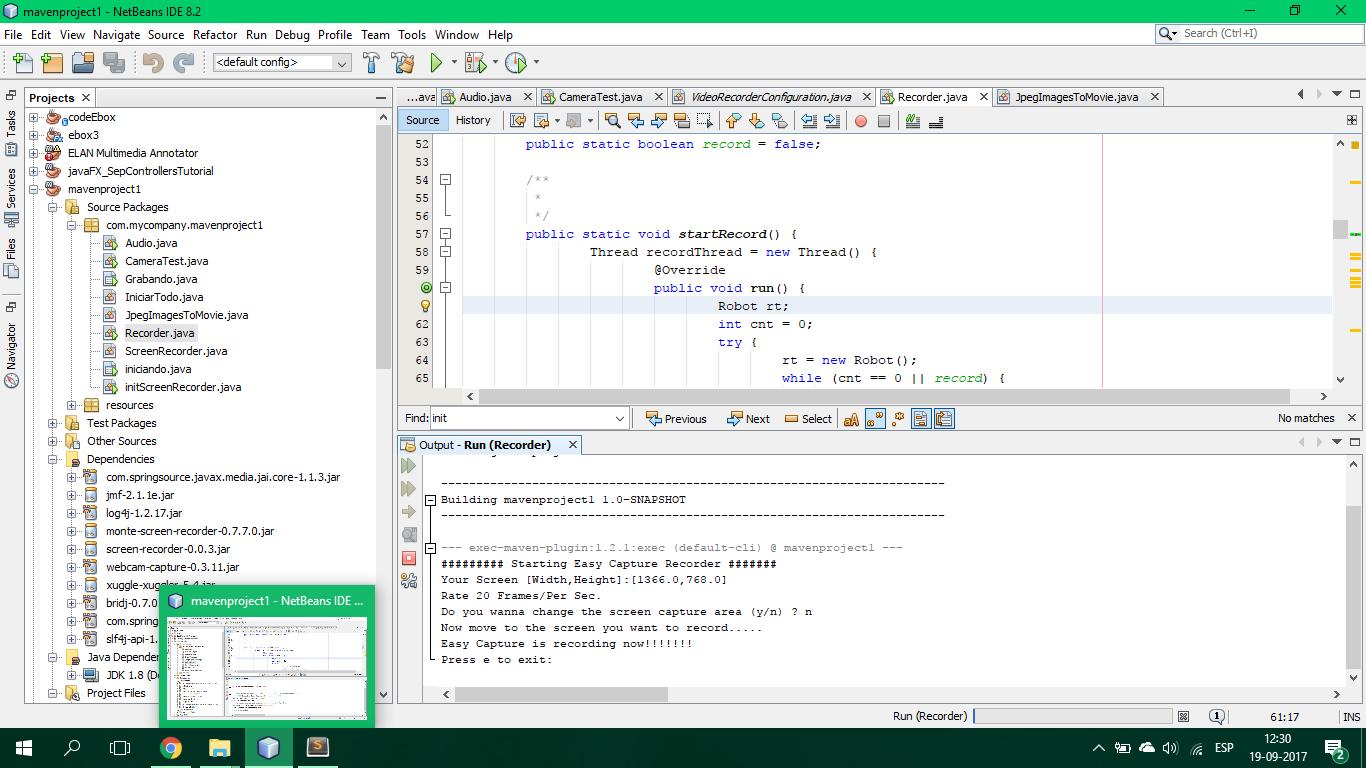 mavenproject1 - NetBeans IDE 8.2
File Edit View Navigate Source Refactor Run Debug Profile Team Tools Window Help
Search (Ctrl+I)
<default config>
Tasks
Services
Files
Navigator
Projects
codeEbox
ebox3
ELAN Multimedia Annotator
javaFX_SepControllersTutorial
mavenproject1
Source Packages
com.mycompany.mavenproject1
Audio.java
CameraTest.java
Grabando.java
IniciarTodo.java
JpegImagesToMovie.java
Recorder.java
ScreenRecorder.java
iniciando.java
initScreenRecorder.java
resources
Test Packages
Other Sources
Dependencies
com.springsource.javax.media.jai.core-1.1.3.jar
jmf-2.1.1e.jar
log4j-1.2.17.jar
monte-screen-recorder-0.7.7.0.jar
screen-recorder-0.0.3.jar
webcam-capture-0.3.11.jar
xuggle-xuggler-5.4.jar
bridj-0.7.0
com.spring
slf4j-api-1.
Java Depender
JDK 1.8 (De
Project Files
mavenproject1 - NetBeans IDE ...
...ava Audio.java CameraTest.java VideoRecorderConfiguration.java Recorder.java JpegImagesToMovie.java
Source History
52 public static boolean record = false;
53
54 /**
55 *
56 */
57 public static void startRecord() {
58 Thread recordThread = new Thread() {
59 @Override
public void run() {
Robot rt;
62 int cnt = 0;
63 try {
64 rt = new Robot();
65 while (cnt == 0 || record) {
Find: init Previous Next Select aA No matches
Output - Run (Recorder)
------------------------------------------------------------------------
Building mavenproject1 1.0-SNAPSHOT
------------------------------------------------------------------------
--- exec-maven-plugin:1.2.1:exec (default-cli) @ mavenproject1 ---
######### Starting Easy Capture Recorder #######
Your Screen [Width,Height]:[1366.0,768.0]
Rate 20 Frames/Per Sec.
Do you wanna change the screen capture area (y/n) ? n
Now move to the screen you want to record.....
Easy Capture is recording now!!!!!!!
Press e to exit:
Run (Recorder) 1 61:17 INS
ESP
12:30
19-09-2017
2